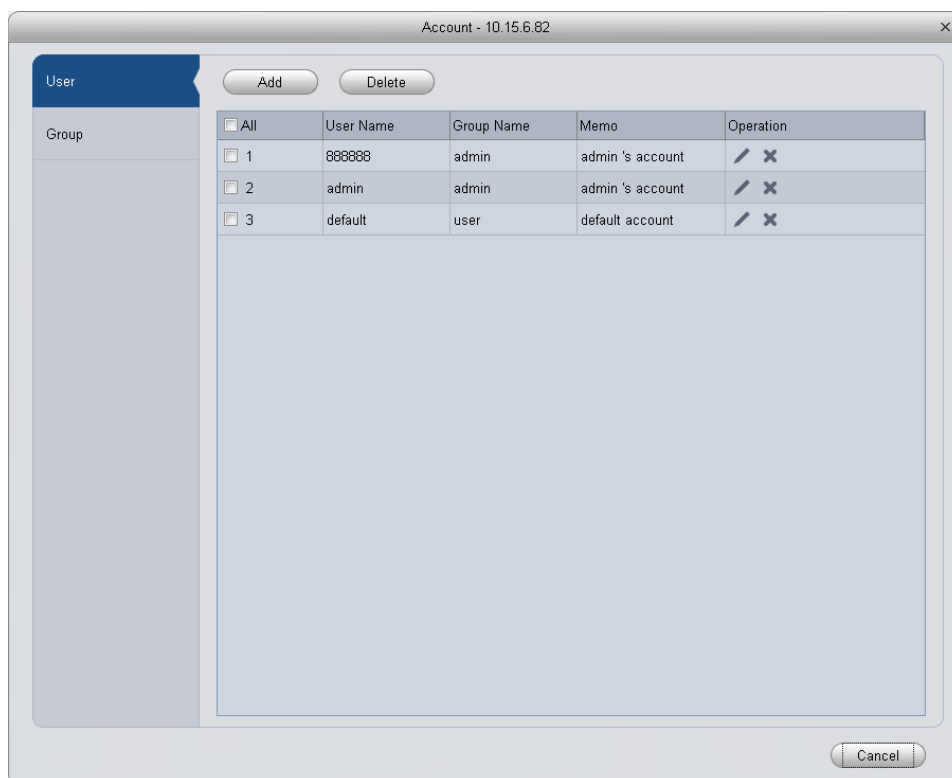 Account - 10.15.6.82
User
Group
Add Delete
All User Name Group Name Memo Operation
1 888888 admin admin 's account
2 admin admin admin 's account
3 default user default account
Cancel